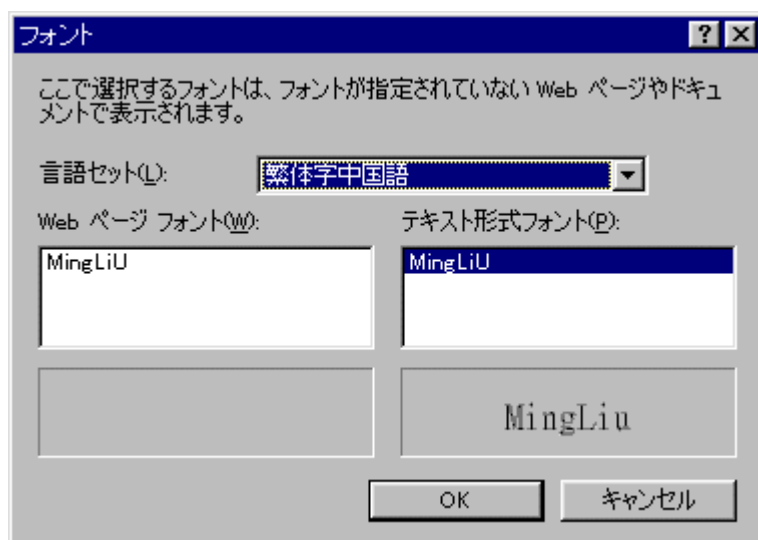 フォント
ここで選択するフォントは、フォントが指定されていない Web ページやドキュ
メントで表示されます。
言語セット(L): 繁体字中国語
Web ページ フォント(W): テキスト形式フォント(P):
MingLiU MingLiU
MingLiu
OK キャンセル